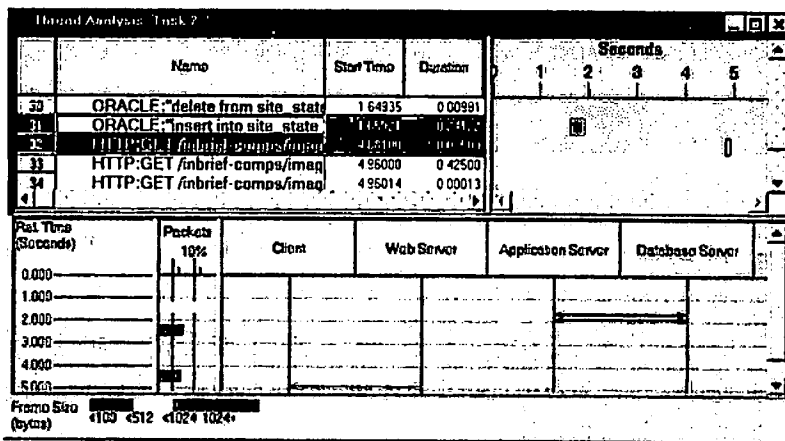 Thread Analysis: Task 2
Name Start Time Duration
Seconds
1 2 3 4 5
30 ORACLE:"delete from site_state 1.64935 0.00991
31 ORACLE:"insert into site_state
32 HTTP:GET /inbrief-comps/imag
33 HTTP:GET /inbrief-comps/imag 4.96000 0.42500
34 HTTP:GET /inbrief-comps/imag 4.96014 0.00013
Rel. Time
(Seconds)
Packets
10%
Client Web Server Application Server Database Server
0.000
1.000
2.000
3.000
4.000
5.000
Frame Size
(bytes)
<100 <512 <1024 1024+